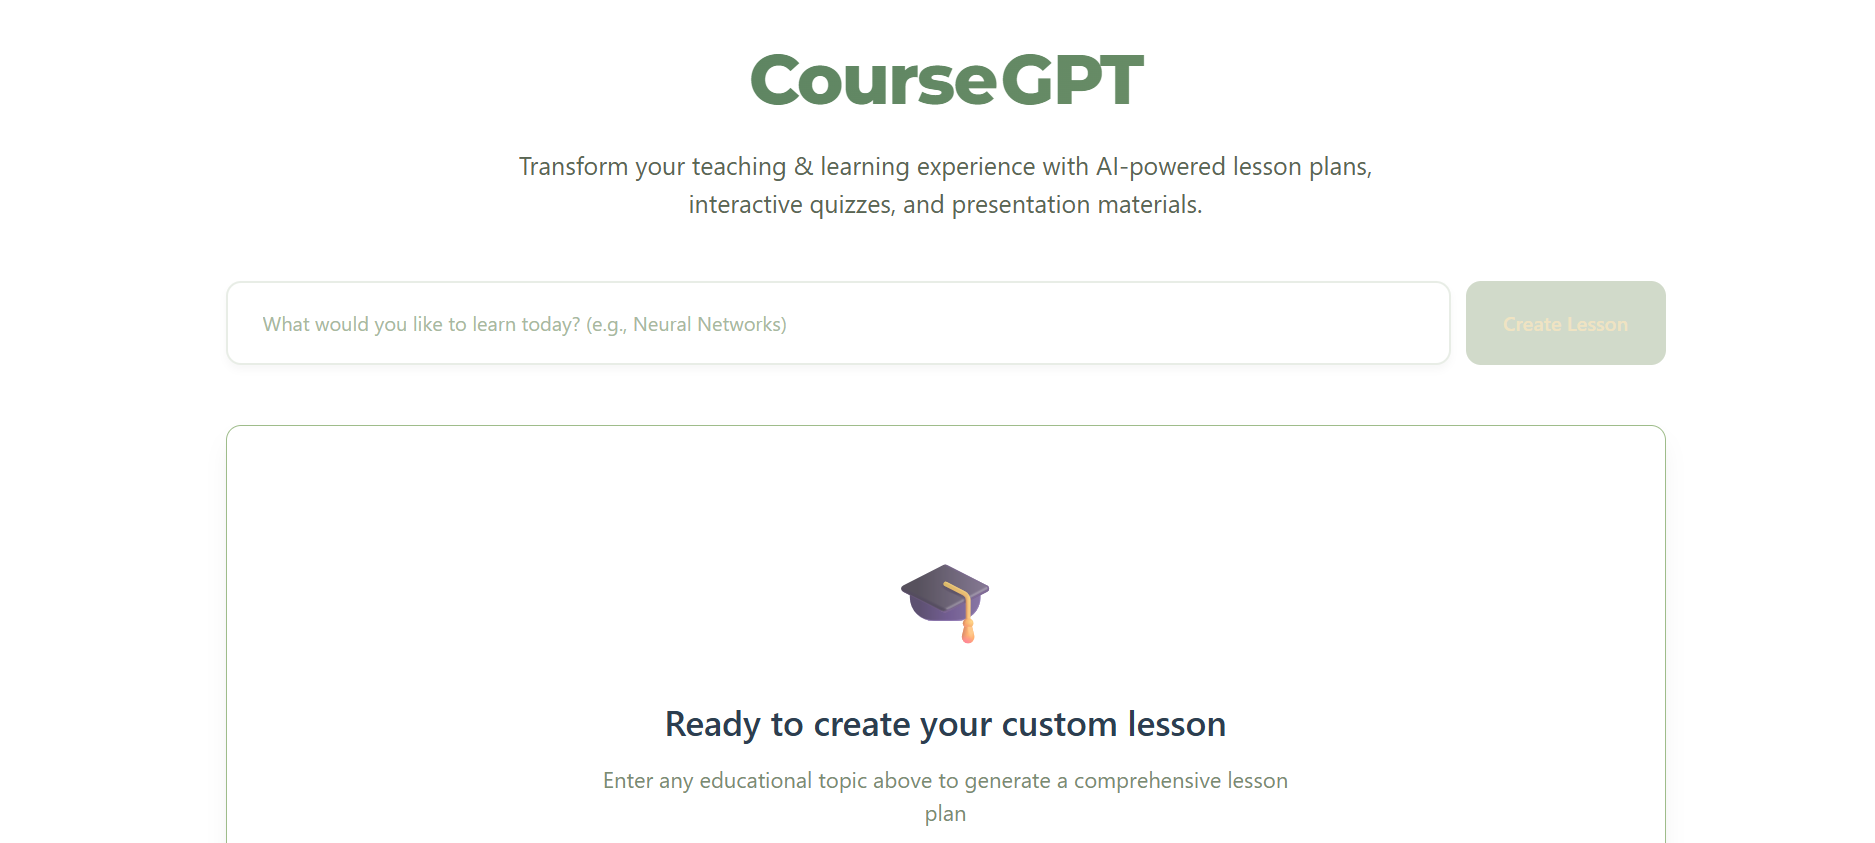 CourseGPT
Transform your teaching & learning experience with AI-powered lesson plans,
interactive quizzes, and presentation materials.
What would you like to learn today? (e.g., Neural Networks)
Create Lesson
Ready to create your custom lesson
Enter any educational topic above to generate a comprehensive lesson
plan